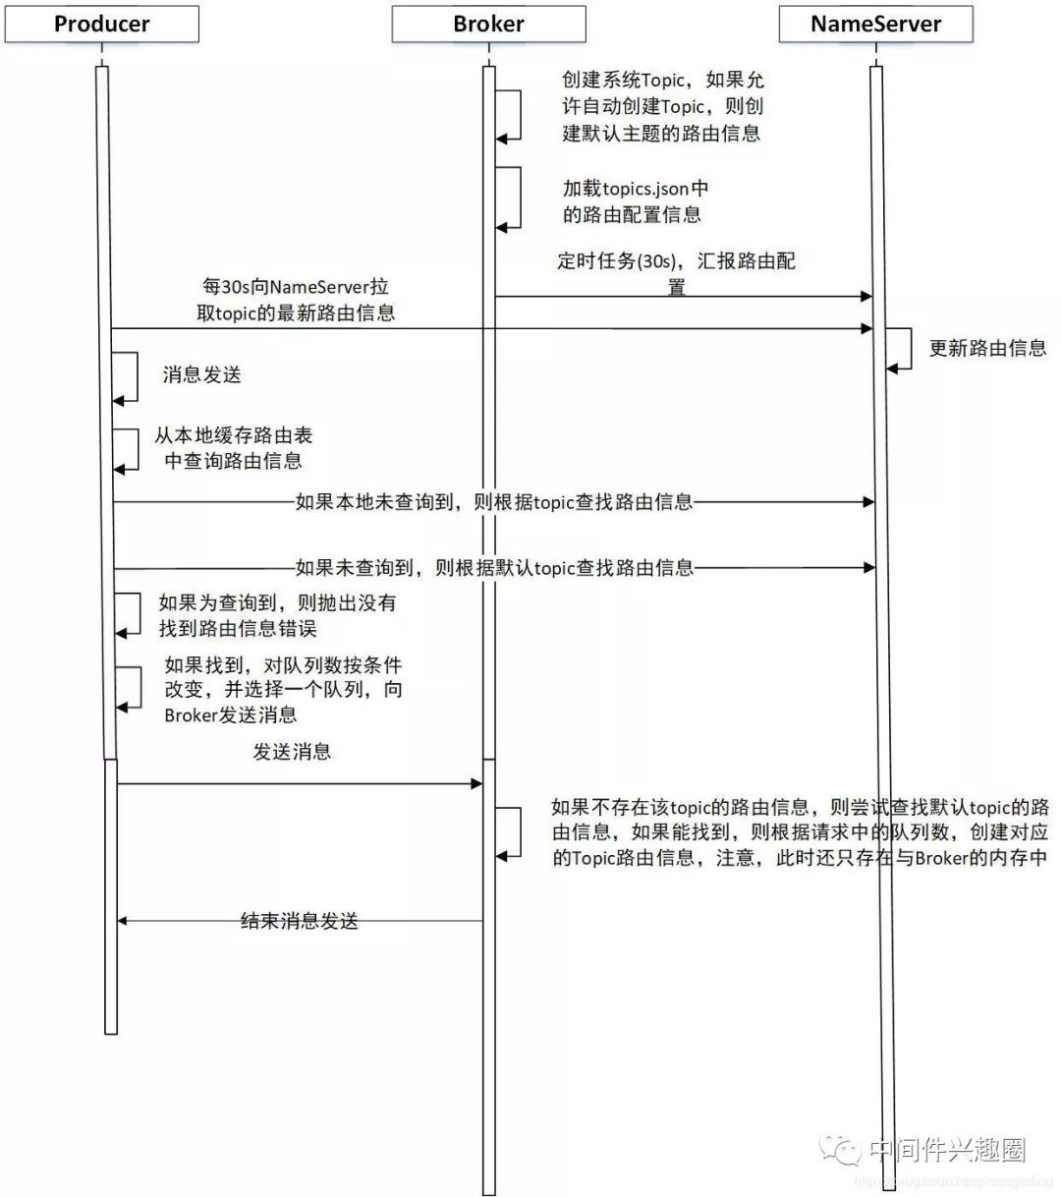 Producer
Broker
NameServer
创建系统Topic，如果允
许自动创建Topic，则创
建默认主题的路由信息
加载topics.json中
的路由配置信息
定时任务(30s)，汇报路由配
置
每30s向NameServer拉
取topic的最新路由信息
更新路由信息
消息发送
从本地缓存路由表
中查询路由信息
如果本地未查询到，则根据topic查找路由信息
如果未查询到，则根据默认topic查找路由信息
如果为查询到，则抛出没有
找到路由信息错误
如果找到，对队列数按条件
改变，并选择一个队列，向
Broker发送消息
发送消息
如果不存在该topic的路由信息，则尝试查找默认topic的路
由信息，如果能找到，则根据请求中的队列数，创建对应
的Topic路由信息，注意，此时还只存在与Broker的内存中
结束消息发送
中间件兴趣圈